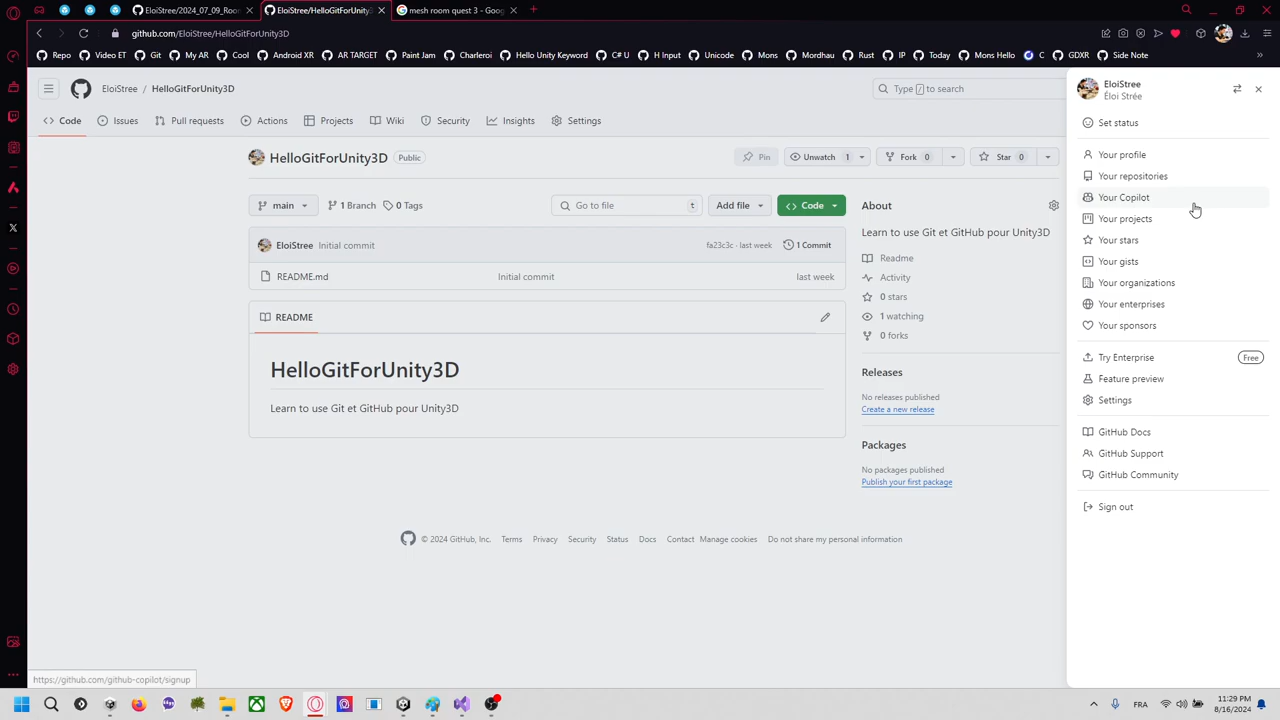 EloiStree/2024_07_09_Roor
EloiStree/HelloGitForUnity3D
mesh room quest 3 - Goog
github.com/EloiStree/HelloGitForUnity3D
Repo
Video ET
Git
My AR
Cool
Android XR
AR TARGET
Paint Jam
Charleroi
Hello Unity Keyword
C# U
H Input
Unicode
Mons
Mordhau
Rust
IP
Today
Mons Hello
C
GDXR
Side Note
EloiStree / HelloGitForUnity3D
Type / to search
Code
Issues
Pull requests
Actions
Projects
Wiki
Security
Insights
Settings
HelloGitForUnity3D Public
Pin
Unwatch 1
Fork 0
Star 0
main
1 Branch
0 Tags
Go to file t
Add file
Code
EloiStree Initial commit
fa23c3c · last week
1 Commit
README.md
Initial commit
last week
README
HelloGitForUnity3D
Learn to use Git et GitHub pour Unity3D
About
Learn to use Git et GitHub pour Unity3D
Readme
Activity
0 stars
1 watching
0 forks
Releases
No releases published
Create a new release
Packages
No packages published
Publish your first package
© 2024 GitHub, Inc.
Terms
Privacy
Security
Status
Docs
Contact
Manage cookies
Do not share my personal information
EloiStree
Éloi Strée
Set status
Your profile
Your repositories
Your Copilot
Your projects
Your stars
Your gists
Your organizations
Your enterprises
Your sponsors
Try Enterprise Free
Feature preview
Settings
GitHub Docs
GitHub Support
GitHub Community
Sign out
https://github.com/github-copilot/signup
FRA
11:29 PM
8/16/2024